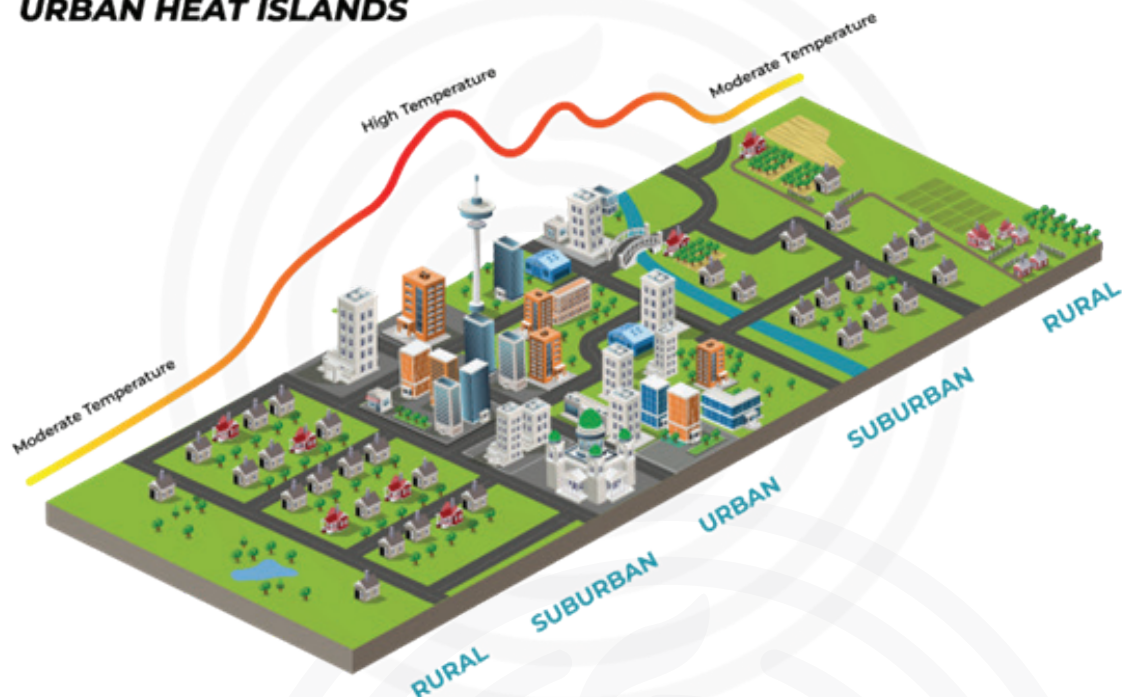 URBAN HEAT ISLANDS
Moderate Temperature
High Temperature
Moderate Temperature
RURAL
SUBURBAN
URBAN
SUBURBAN
RURAL